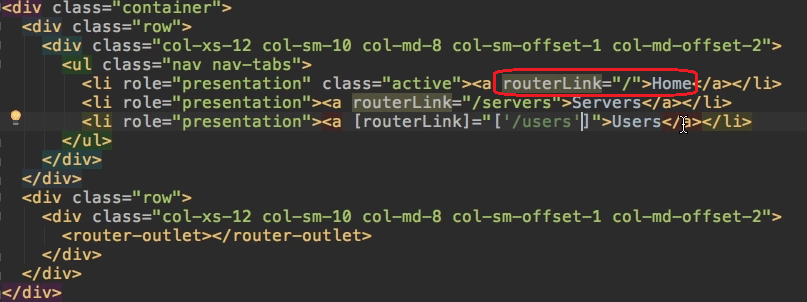 <div class="container">
<div class="row">
<div class="col-xs-12 col-sm-10 col-md-8 col-sm-offset-1 col-md-offset-2">
<ul class="nav nav-tabs">
<li role="presentation" class="active"><a routerLink="/">Home</a></li>
<li role="presentation"><a routerLink="/servers">Servers</a></li>
<li role="presentation"><a [routerLink]="['/users']">Users</a></li>
</ul>
</div>
</div>
<div class="row">
<div class="col-xs-12 col-sm-10 col-md-8 col-sm-offset-1 col-md-offset-2">
<router-outlet></router-outlet>
</div>
</div>
</div>